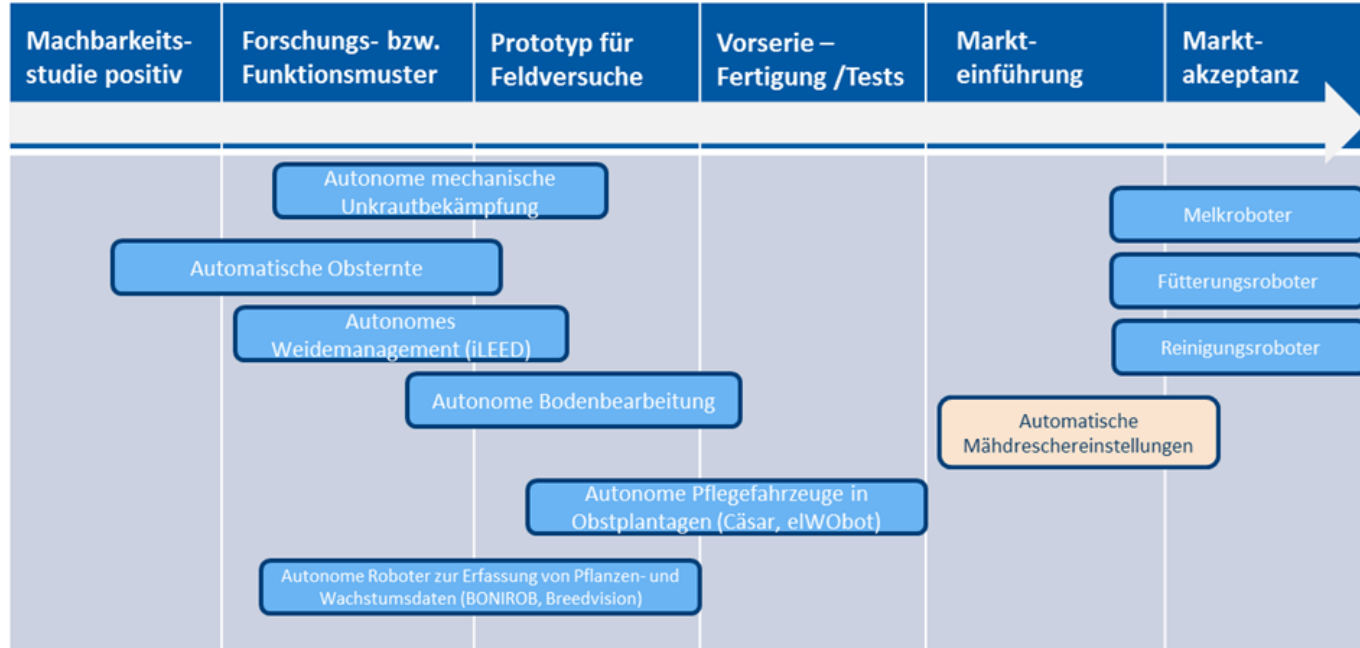 Machbarkeits-
studie positiv
Forschungs- bzw.
Funktionsmuster
Prototyp für
Feldversuche
Vorserie –
Fertigung /Tests
Markt-
einführung
Markt-
akzeptanz
Autonome mechanische
Unkrautbekämpfung
Automatische Obsternte
Autonomes
Weidemanagement (iLEED)
Autonome Bodenbearbeitung
Autonome Pflegefahrzeuge in
Obstplantagen (Cäsar, elWObot)
Autonome Roboter zur Erfassung von Pflanzen- und
Wachstumsdaten (BONIROB, Breedvision)
Melkroboter
Fütterungsroboter
Reinigungsroboter
Automatische
Mähdreschereinstellungen